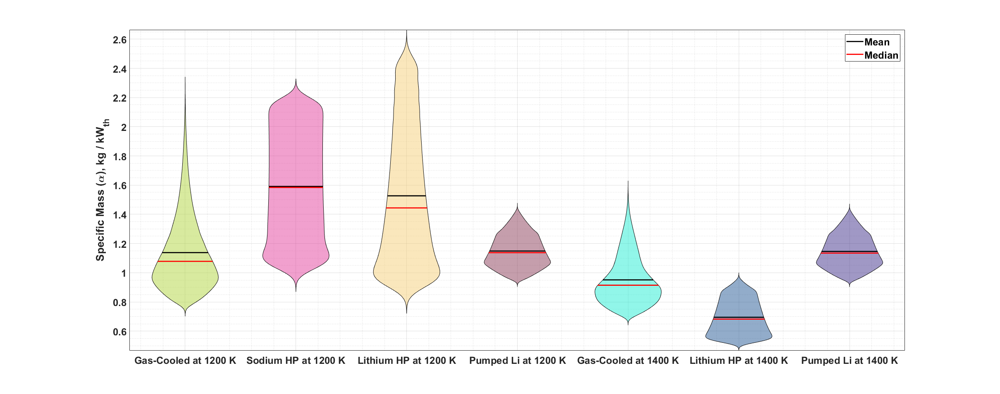 Mean
Median
2.6
2.4
2.2
2
1.8
1.6
1.4
1.2
1
0.8
0.6
Specific Mass (α), kg / kWth
Gas-Cooled at 1200 K
Sodium HP at 1200 K
Lithium HP at 1200 K
Pumped Li at 1200 K
Gas-Cooled at 1400 K
Lithium HP at 1400 K
Pumped Li at 1400 K